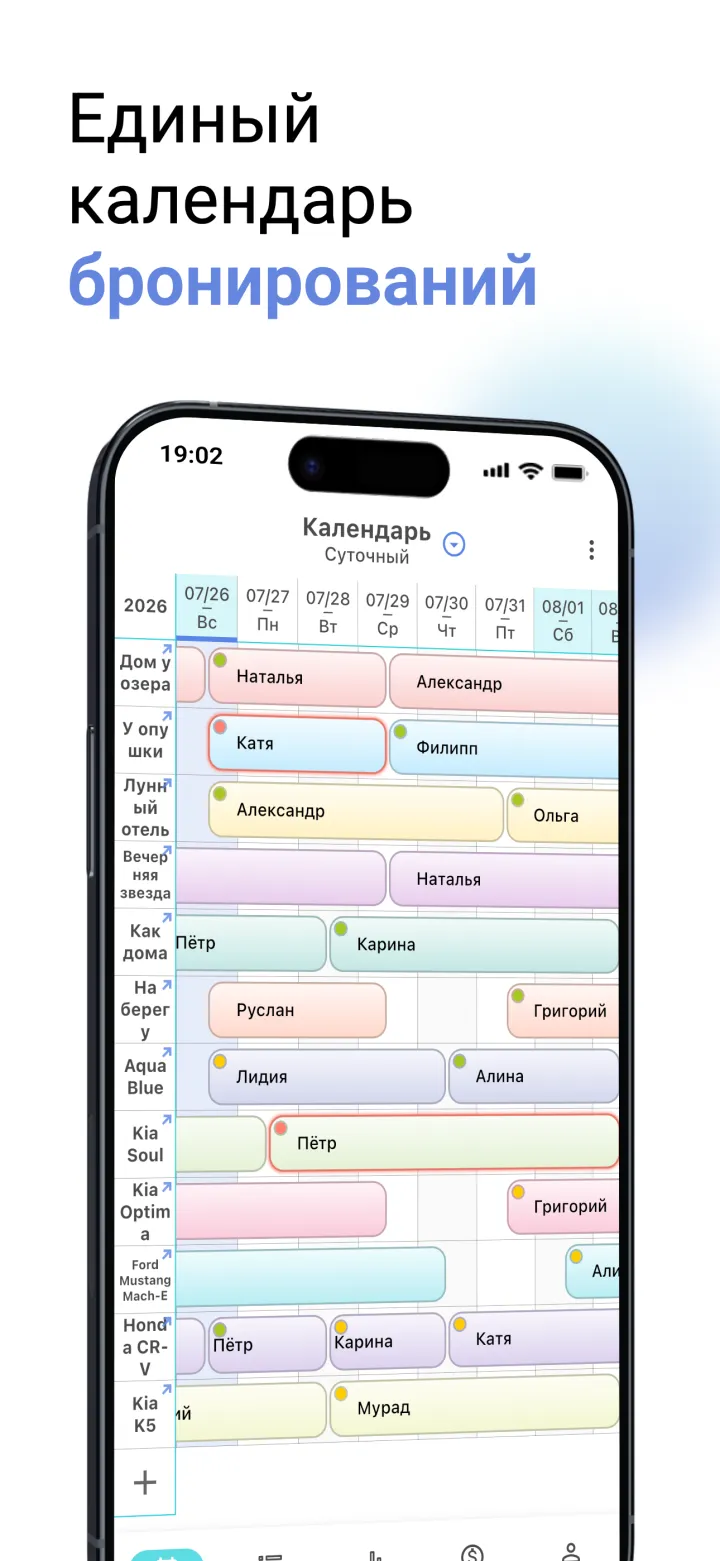 Единый
календарь
бронирований
19:02
Календарь
Суточный
2026
07/26
Вс
07/27
Пн
07/28
Вт
07/29
Ср
07/30
Чт
07/31
Пт
08/01
Сб
08
Дом у
озера
Наталья
Александр
У опу
шки
Катя
Филипп
Лунн
ый
отель
Александр
Ольга
Вечер
няя
звезда
Наталья
Как
дома
Пётр
Карина
На
берег
у
Руслан
Григорий
Aqua
Blue
Лидия
Алина
Kia
Soul
Пётр
Kia
Optim
a
Григорий
Ford
Mustang
Mach-E
Али
Hond
a CR-
V
Пётр
Карина
Катя
Kia
K5
ий
Мурад